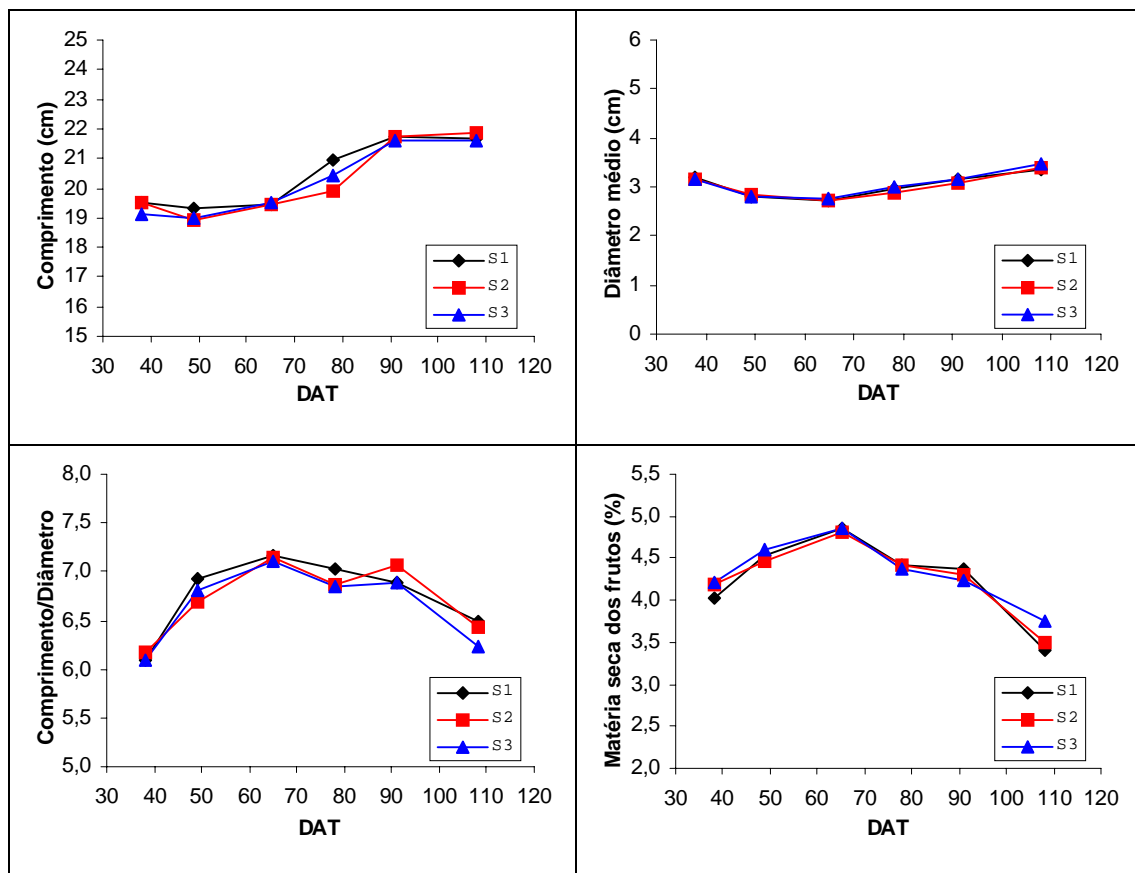 Comprimento (cm)
25
24
23
22
21
20
19
18
17
16
15
30 40 50 60 70 80 90 100 110 120
DAT
S1
S2
S3
Diâmetro médio (cm)
6
5
4
3
2
1
0
30 40 50 60 70 80 90 100 110 120
DAT
S1
S2
S3
Comprimento/Diâmetro
8,0
7,5
7,0
6,5
6,0
5,5
5,0
30 40 50 60 70 80 90 100 110 120
DAT
S1
S2
S3
Matéria seca dos frutos (%)
5,5
5,0
4,5
4,0
3,5
3,0
2,5
2,0
30 40 50 60 70 80 90 100 110 120
DAT
S1
S2
S3